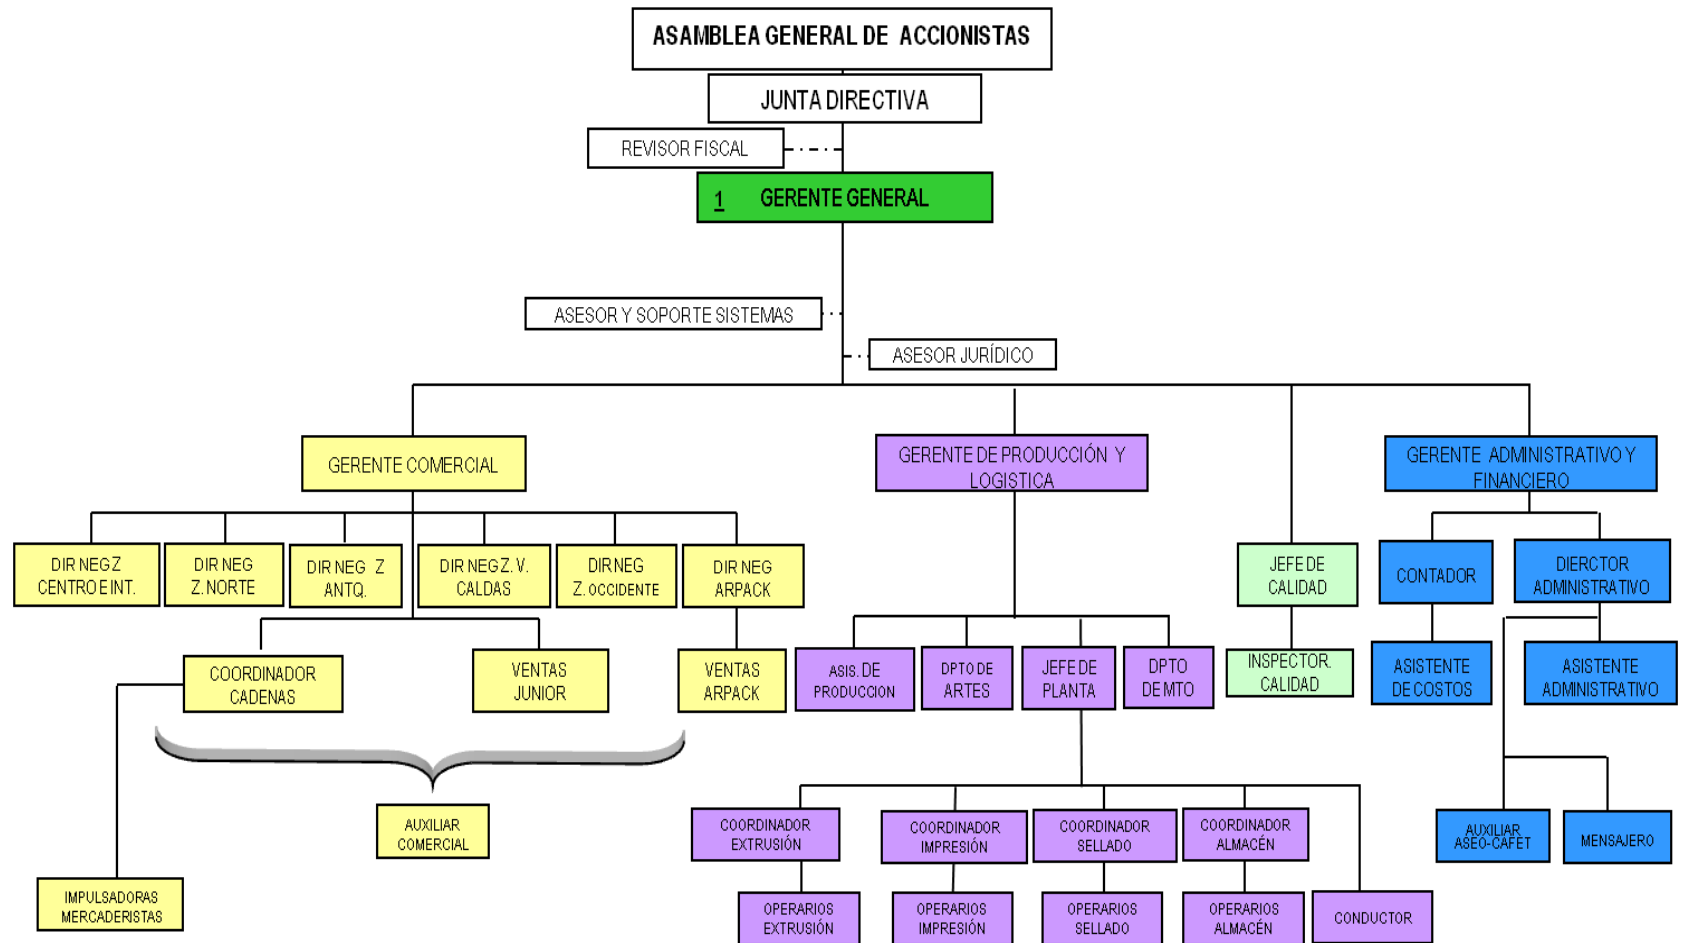 ASAMBLEA GENERAL DE ACCIONISTAS
JUNTA DIRECTIVA
REVISOR FISCAL
1 GERENTE GENERAL
ASESOR Y SOPORTE SISTEMAS
ASESOR JURÍDICO
GERENTE COMERCIAL
GERENTE DE PRODUCCIÓN Y
LOGISTICA
GERENTE ADMINISTRATIVO Y
FINANCIERO
DIR NEG Z
CENTRO E INT.
DIR NEG
Z. NORTE
DIR NEG Z
ANTQ.
DIR NEG Z. V.
CALDAS
DIR NEG
Z. OCCIDENTE
DIR NEG
ARPACK
JEFE DE
CALIDAD
CONTADOR
DIERCTOR
ADMINISTRATIVO
COORDINADOR
CADENAS
VENTAS
JUNIOR
VENTAS
ARPACK
ASIS. DE
PRODUCCION
DPTO DE
ARTES
JEFE DE
PLANTA
DPTO
DE MTO
INSPECTOR.
CALIDAD
ASISTENTE
DE COSTOS
ASISTENTE
ADMINISTRATIVO
AUXILIAR
COMERCIAL
COORDINADOR
EXTRUSIÓN
COORDINADOR
IMPRESIÓN
COORDINADOR
SELLADO
COORDINADOR
ALMACÉN
AUXILIAR
ASEO-CAFET
MENSAJERO
IMPULSADORAS
MERCADERISTAS
OPERARIOS
EXTRUSIÓN
OPERARIOS
IMPRESIÓN
OPERARIOS
SELLADO
OPERARIOS
ALMACÉN
CONDUCTOR